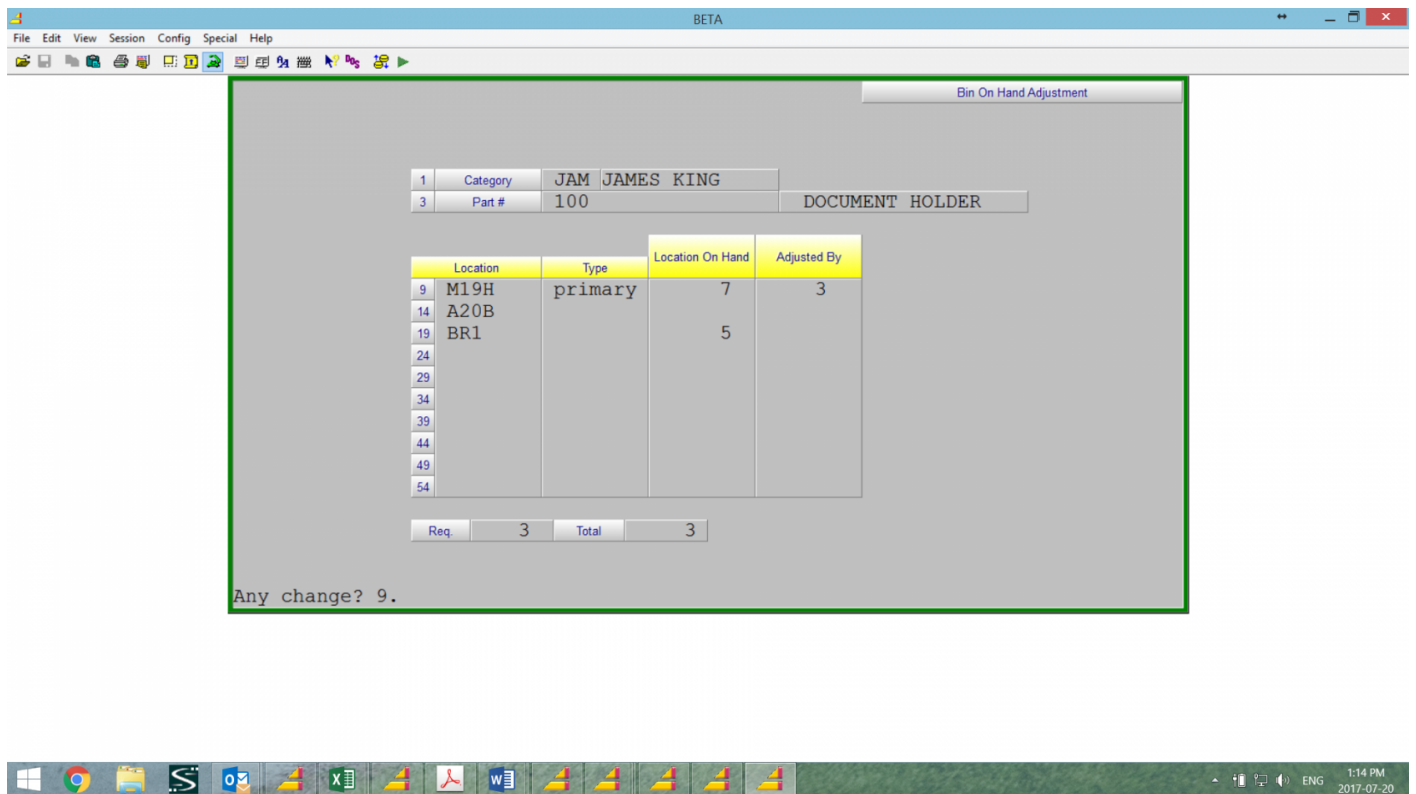 BETA
File Edit View Session Config Special Help
Bin On Hand Adjustment
1 Category JAM JAMES KING
3 Part # 100 DOCUMENT HOLDER
Location Type Location On Hand Adjusted By
9 M19H primary 7 3
14 A20B
19 BR1 5
24
29
34
39
44
49
54
Req. 3 Total 3
Any change? 9.
ENG 1:14 PM
2017-07-20